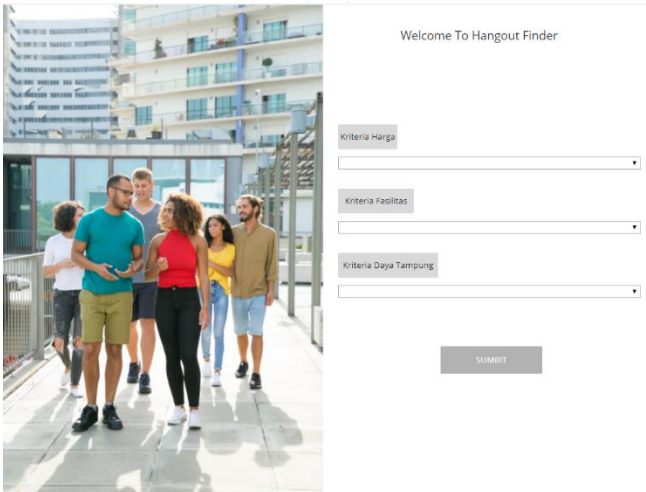 Welcome To Hangout Finder
Kriteria Harga
Kriteria Fasilitas
Kriteria Daya Tampung
SUMBIT